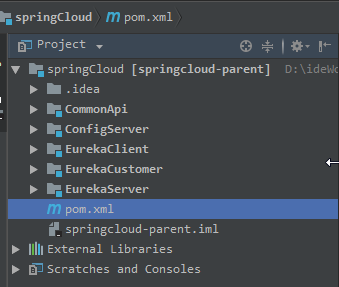 springCloud pom.xml
Project
springCloud [springcloud-parent] D:\ideWo
.idea
CommonApi
ConfigServer
EurekaClient
EurekaCustomer
EurekaServer
pom.xml
springcloud-parent.iml
External Libraries
Scratches and Consoles